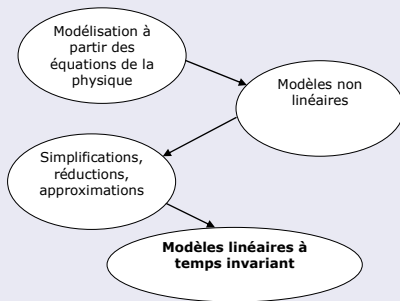 Modélisation à
partir des
équations de la
physique
Modèles non
linéaires
Simplifications,
réductions,
approximations
Modèles linéaires à
temps invariant